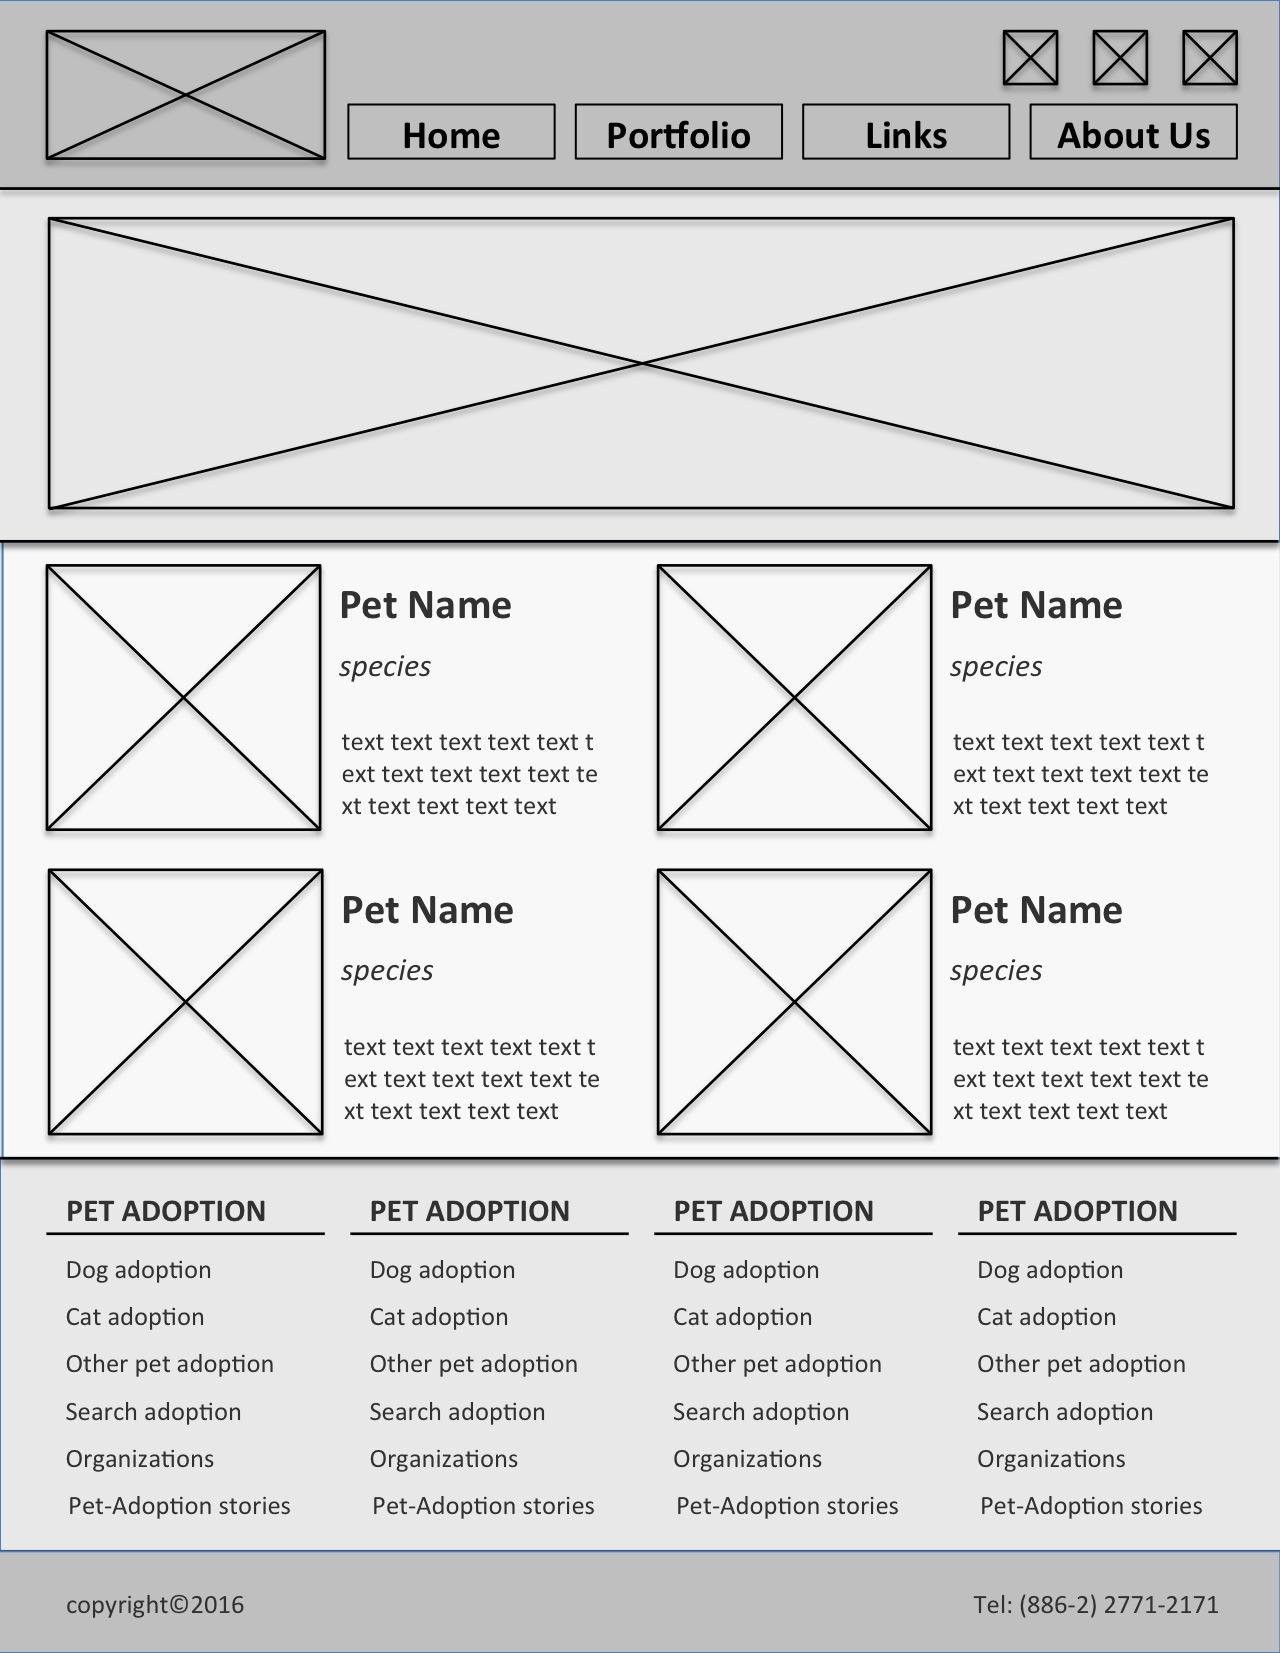 Home
Portfolio
Links
About Us
Pet Name
species
text text text text text t
ext text text text text te
xt text text text text
Pet Name
species
text text text text text t
ext text text text text te
xt text text text text
Pet Name
species
text text text text text t
ext text text text text te
xt text text text text
Pet Name
species
text text text text text t
ext text text text text te
xt text text text text
PET ADOPTION
Dog adoption
Cat adoption
Other pet adoption
Search adoption
Organizations
Pet-Adoption stories
PET ADOPTION
Dog adoption
Cat adoption
Other pet adoption
Search adoption
Organizations
Pet-Adoption stories
PET ADOPTION
Dog adoption
Cat adoption
Other pet adoption
Search adoption
Organizations
Pet-Adoption stories
PET ADOPTION
Dog adoption
Cat adoption
Other pet adoption
Search adoption
Organizations
Pet-Adoption stories
copyright©2016
Tel: (886-2) 2771-2171